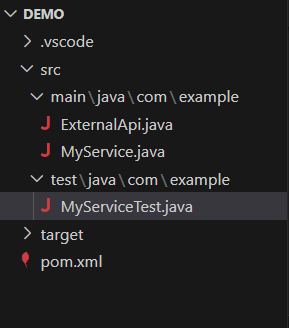 DEMO
.vscode
src
main\java\com\example
ExternalApi.java
MyService.java
test\java\com\example
MyServiceTest.java
target
pom.xml